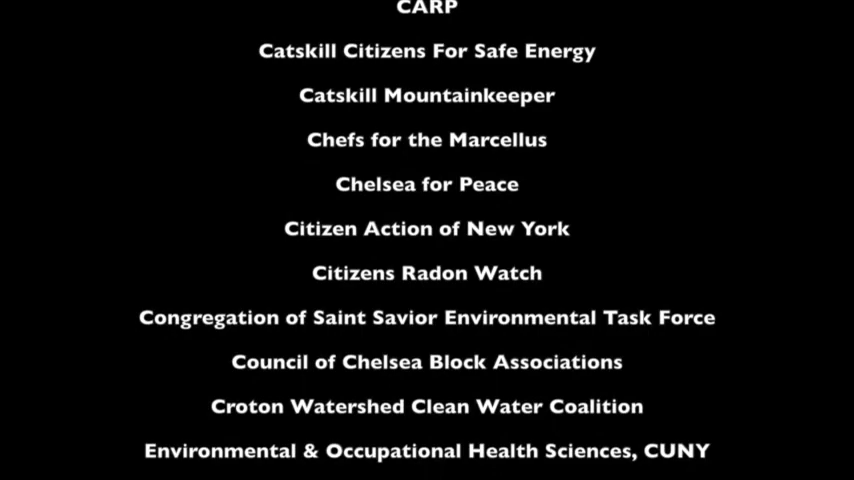 CARP
Catskill Citizens For Safe Energy
Catskill Mountainkeeper
Chefs for the Marcellus
Chelsea for Peace
Citizen Action of New York
Citizens Radon Watch
Congregation of Saint Savior Environmental Task Force
Council of Chelsea Block Associations
Croton Watershed Clean Water Coalition
Environmental & Occupational Health Sciences, CUNY